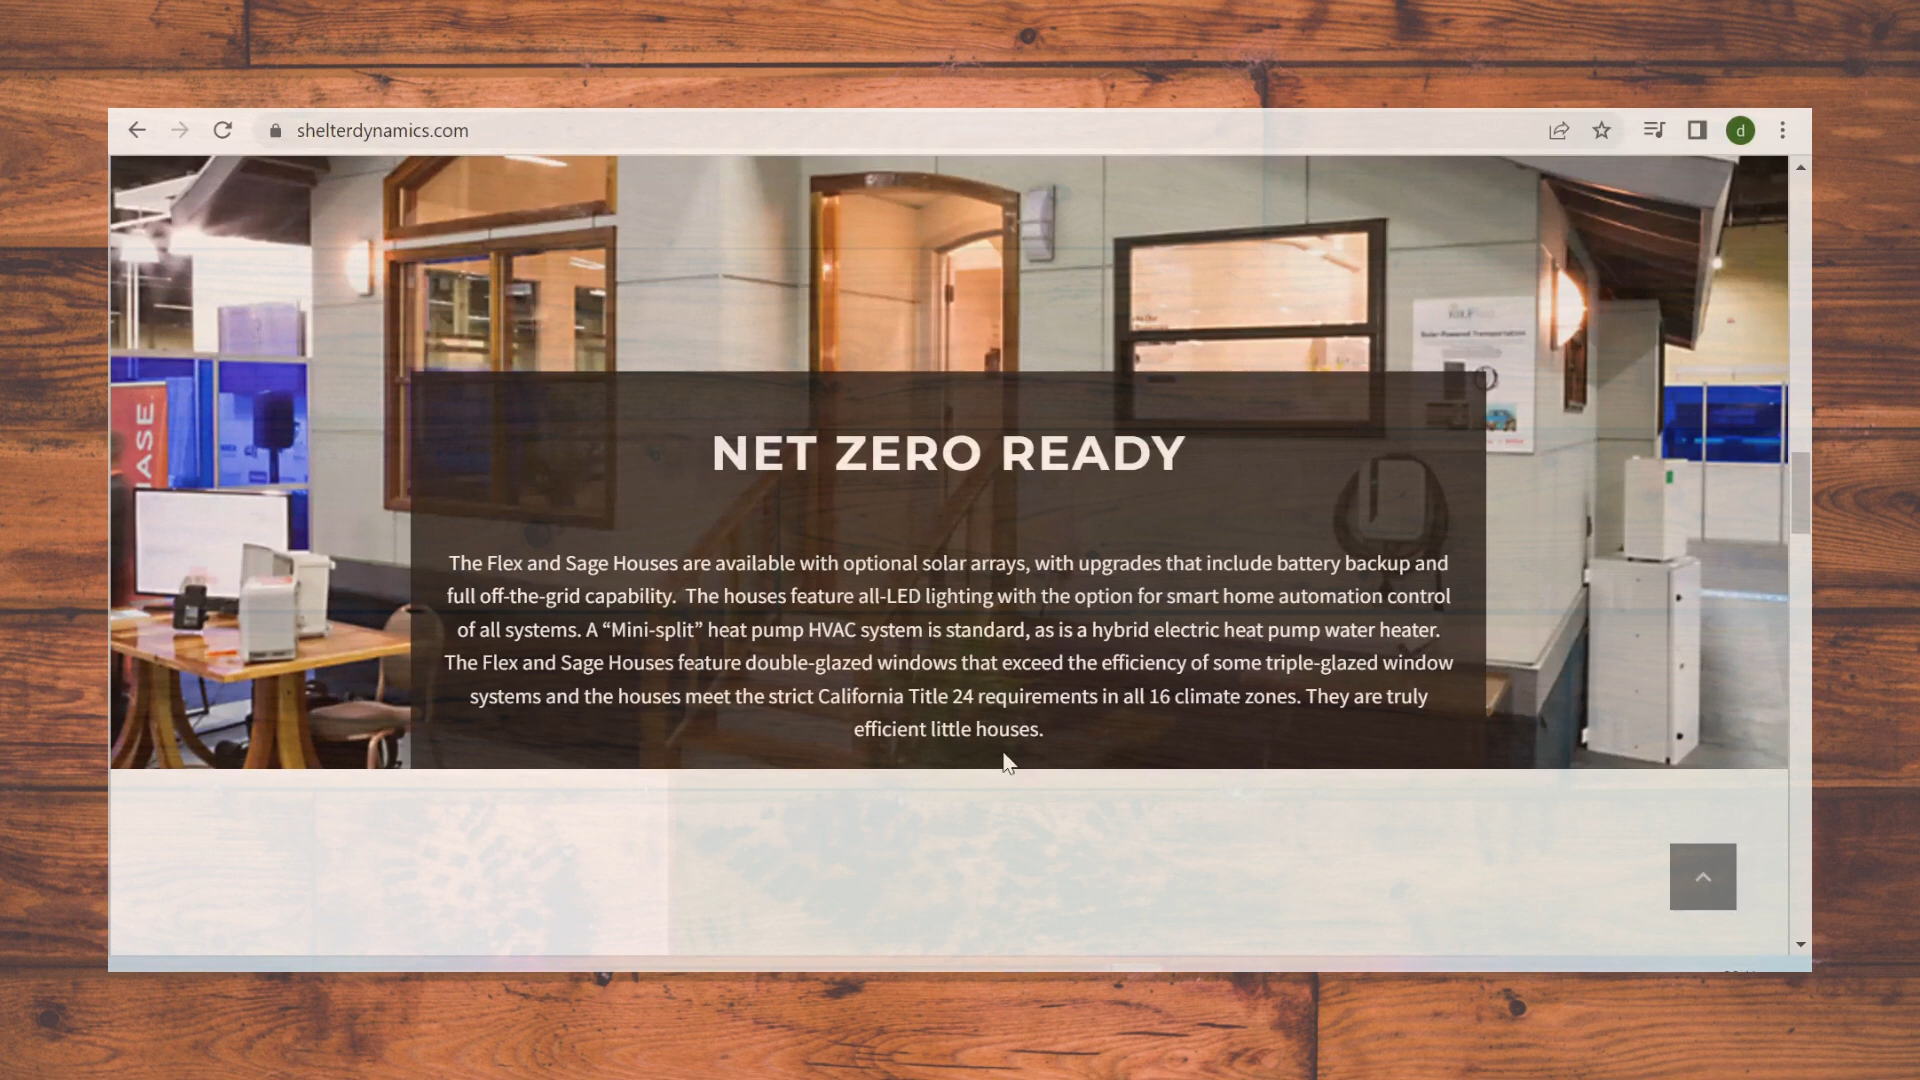 shelterdynamics.com
d
ASE
Solar-Powered Transportation
NET ZERO READY
The Flex and Sage Houses are available with optional solar arrays, with upgrades that include battery backup and
full off-the-grid capability.  The houses feature all-LED lighting with the option for smart home automation control
of all systems. A “Mini-split” heat pump HVAC system is standard, as is a hybrid electric heat pump water heater.
The Flex and Sage Houses feature double-glazed windows that exceed the efficiency of some triple-glazed window
systems and the houses meet the strict California Title 24 requirements in all 16 climate zones. They are truly
efficient little houses.